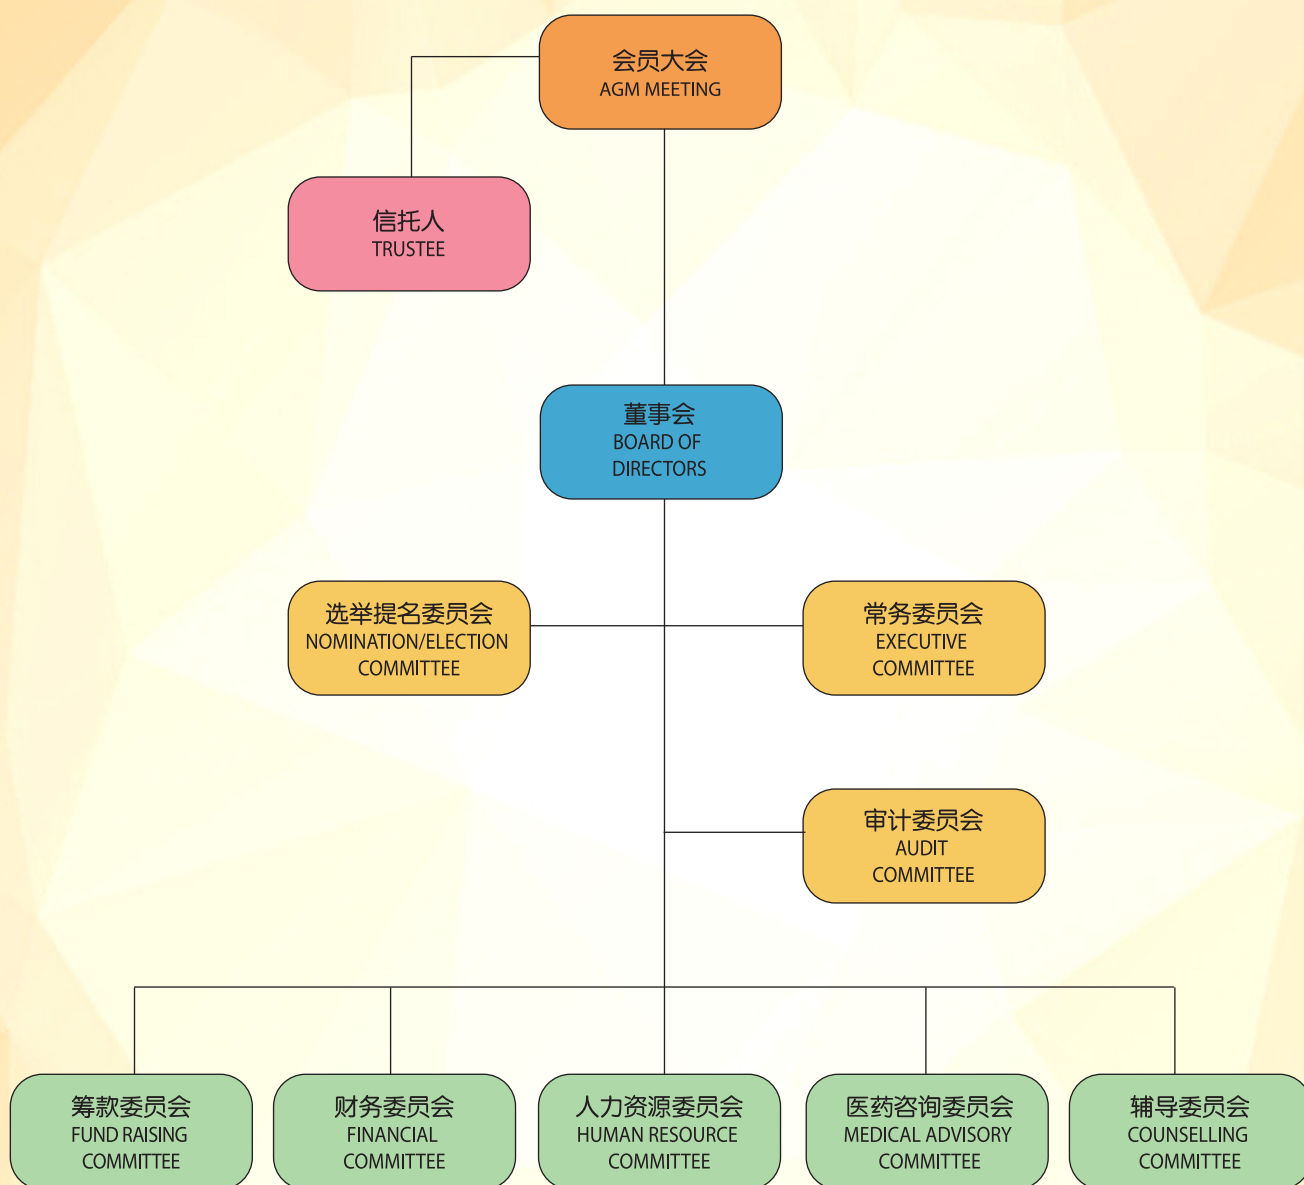 会员大会
AGM MEETING
信托人
TRUSTEE
董事会
BOARD OF
DIRECTORS
选举提名委员会
NOMINATION/ELECTION
COMMITTEE
常务委员会
EXECUTIVE
COMMITTEE
审计委员会
AUDIT
COMMITTEE
筹款委员会
FUND RAISING
COMMITTEE
财务委员会
FINANCIAL
COMMITTEE
人力资源委员会
HUMAN RESOURCE
COMMITTEE
医药咨询委员会
MEDICAL ADVISORY
COMMITTEE
辅导委员会
COUNSELLING
COMMITTEE